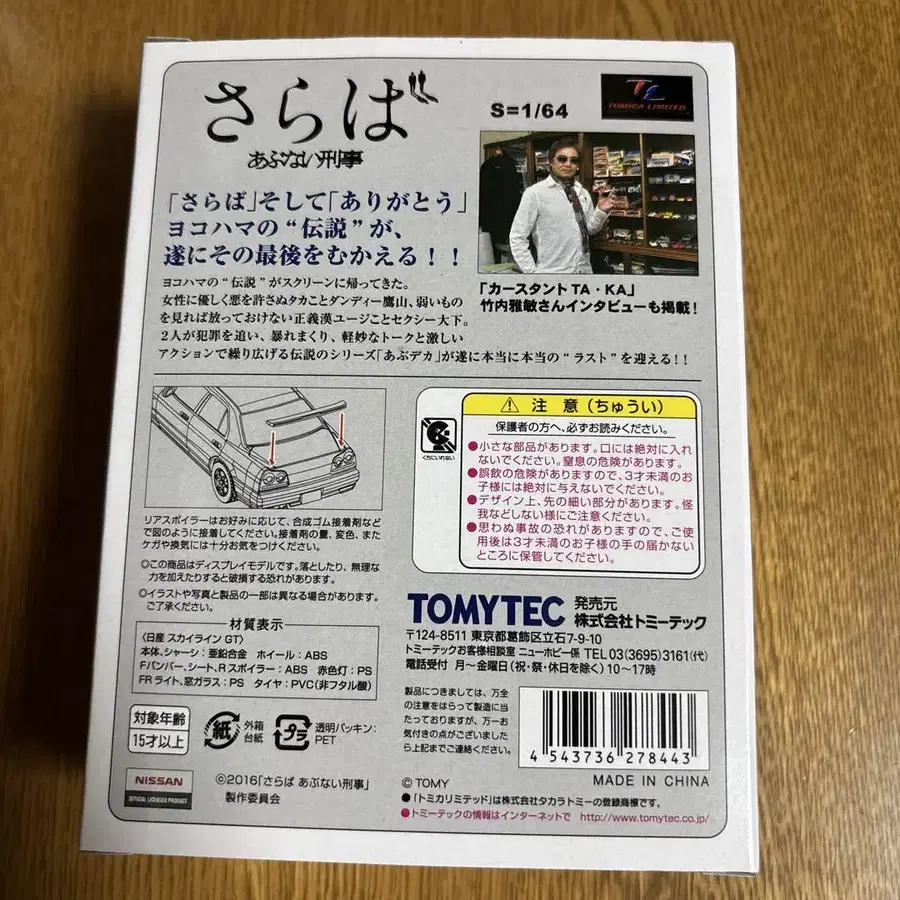 さらば
あぶない刑事
S=1/64
TL
TOMICA LIMITED
「さらば」そして「ありがとう」
ヨコハマの“伝説”が、
遂にその最後をむかえる！！
「カースタント TA・KA」
竹内雅敏さんインタビューも掲載！
ヨコハマの“伝説”がスクリーンに帰ってきた。
女性に優しく悪を許さぬタカことダンディー鷹山、弱いもの
を見れば放っておけない正義漢ユージことセクシー大下。
2人が犯罪を追い、暴れまくり、軽妙なトークと激しい
アクションで繰り広げる伝説のシリーズ「あぶデカ」が遂に本当に本当の“ラスト”を迎える！！
リアスポイラーはお好みに応じて、合成ゴム接着剤など
で図のように接着してください。接着剤の量、変色、また
ケガや換気には十分お気をつけください。
◎この商品はディスプレイモデルです。落としたり、無理な
力を加えたりすると破損する恐れがあります。
◎イラストや写真と製品の一部は異なる場合があります。
ご了承ください。
材質表示
〈日産 スカイライン GT〉
本体、シャーシ：亜鉛合金 ホイール：ABS
Fバンパー、シート、R スポイラー：ABS 赤色灯：PS
FR ライト、窓ガラス：PS タイヤ：PVC(非フタル酸)
対象年齢
15才以上
紙
外箱
台紙
プラ
透明パッキン：
PET
NISSAN
OFFICIAL LICENSED PRODUCT
©2016「さらば あぶない刑事」
製作委員会
⚠ 注意（ちゅうい）
保護者の方へ、必ずお読みください。
くちにいれない
●小さな部品があります。口には絶対に入れ
ないでください。窒息の危険があります。
●誤飲の危険がありますので、3才未満のお
子様には絶対に与えないでください。
●デザイン上、先の細い部分があります。怪
我などしない様にご注意ください。
●思わぬ事故の恐れがありますので、ご使
用後は3才未満のお子様の手の届かない
ところに保管してください。
TOMYTEC 発売元 株式会社トミーテック
〒124-8511 東京都葛飾区立石7-9-10
トミーテックお客様相談室 ニューホビー係 TEL 03(3695)3161(代)
電話受付 月～金曜日(祝・祭・休日を除く)10～17時
製品につきましては、万全
の注意をはらって製造に当
たっておりますが、万一お
気付きの点がございました
ら上記までご連絡ください。
4 543736 278443
MADE IN CHINA
© TOMY
●「トミカリミテッド」は株式会社タカラトミーの登録商標です。
●トミーテックの情報はインターネットで http://www.tomytec.co.jp/